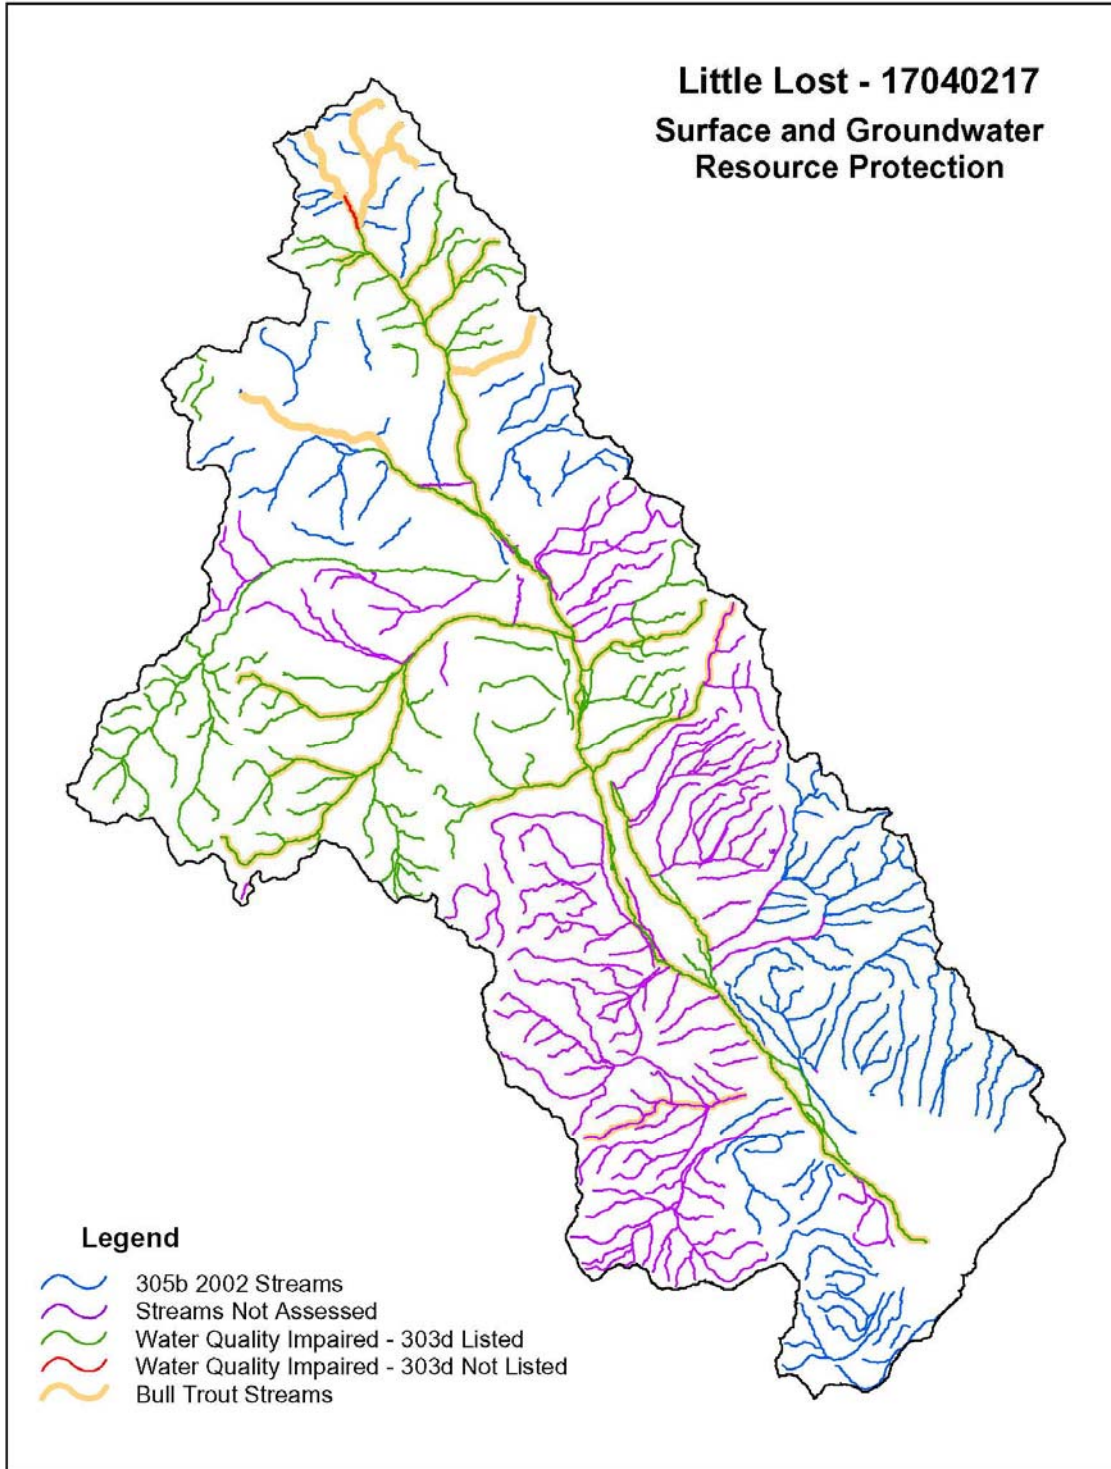 Little Lost - 17040217
Surface and Groundwater
Resource Protection
Legend
305b 2002 Streams
Streams Not Assessed
Water Quality Impaired - 303d Listed
Water Quality Impaired - 303d Not Listed
Bull Trout Streams